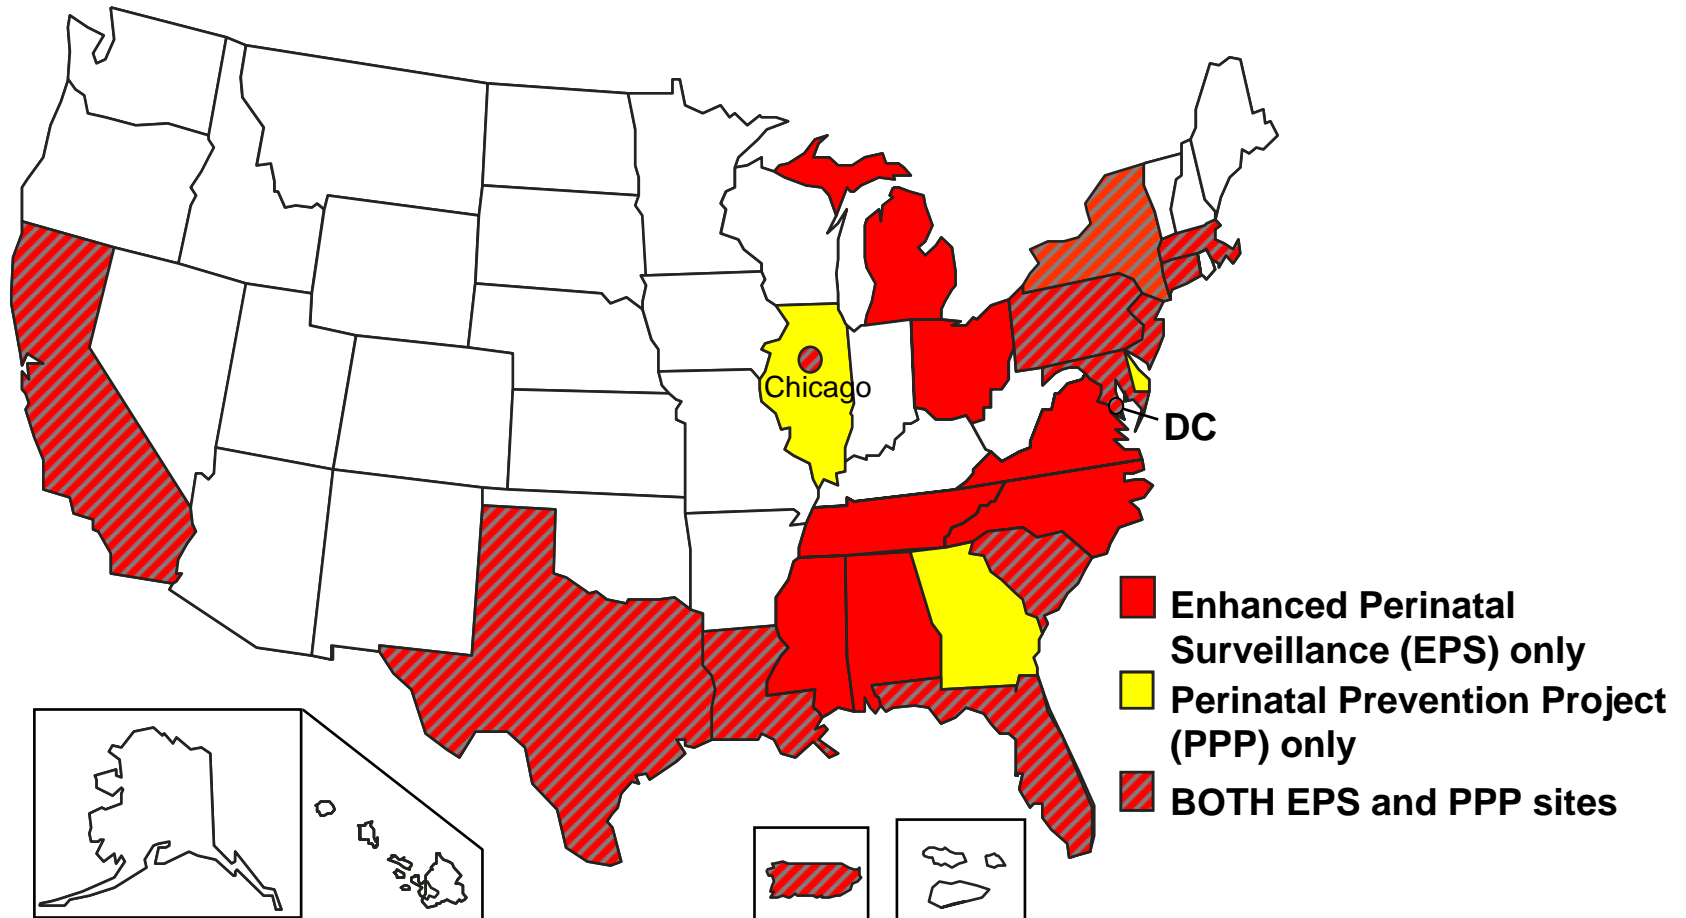 Chicago
DC
Enhanced Perinatal
Surveillance (EPS) only
Perinatal Prevention Project
(PPP) only
BOTH EPS and PPP sites